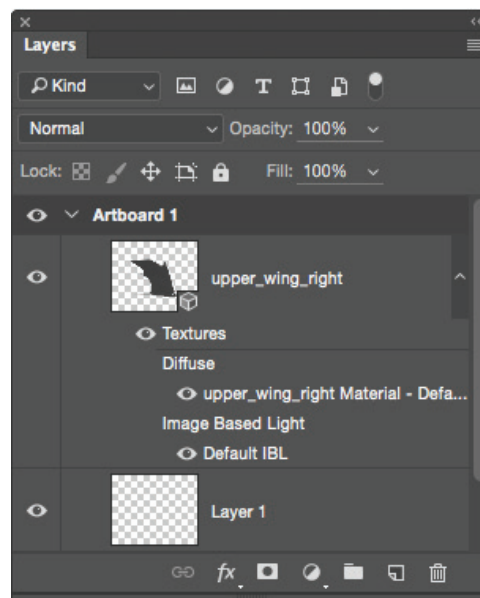 Layers
Kind
Normal Opacity: 100%
Lock: Fill: 100%
Artboard 1
upper_wing_right
Textures
Diffuse
upper_wing_right Material - Defa...
Image Based Light
Default IBL
Layer 1
fx